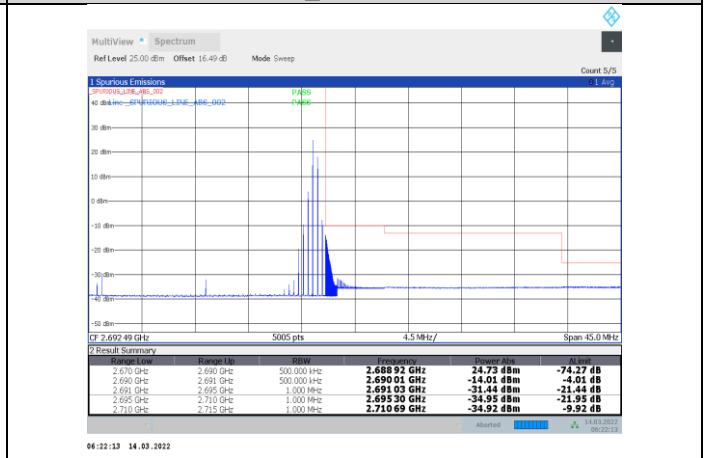 MultiView Spectrum
Ref Level 25.00 dBm Offset 16.49 dB Mode Sweep
Count 5/5
1 Spurious Emissions 1 Avg
_SPURIOUS_LINE_ABS_002 PASS
40 dBm Line _SPURIOUS_LINE_ABS_002 PASS
30 dBm
20 dBm
10 dBm
0 dBm
-10 dBm
-20 dBm
-30 dBm
-40 dBm
-50 dBm
CF 2.692 49 GHz 5005 pts 4.5 MHz/ Span 45.0 MHz
2 Result Summary
Range Low Range Up RBW Frequency Power Abs ΔLimit
2.670 GHz 2.690 GHz 500.000 kHz 2.688 92 GHz 24.73 dBm -74.27 dB
2.690 GHz 2.691 GHz 500.000 kHz 2.690 01 GHz -14.01 dBm -4.01 dB
2.691 GHz 2.695 GHz 1.000 MHz 2.691 03 GHz -31.44 dBm -21.44 dB
2.695 GHz 2.710 GHz 1.000 MHz 2.695 30 GHz -34.95 dBm -21.95 dB
2.710 GHz 2.715 GHz 1.000 MHz 2.710 69 GHz -34.92 dBm -9.92 dB
Aborted 14.03.2022
06:22:13
06:22:13 14.03.2022